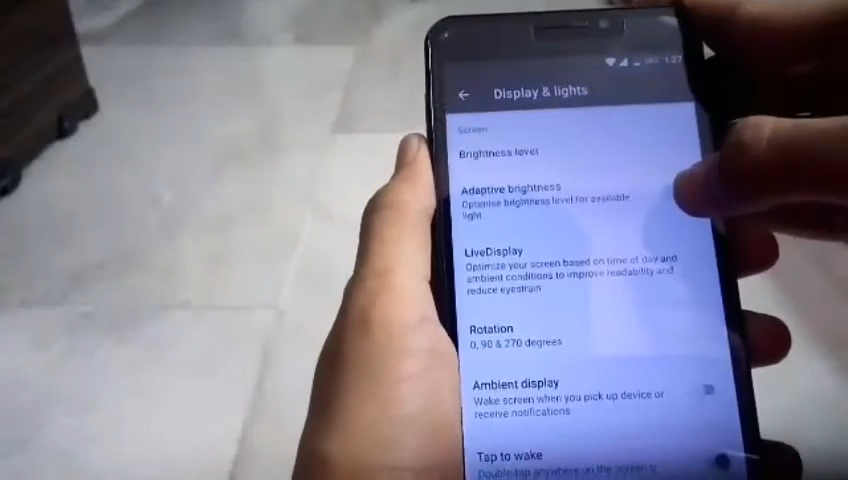 1:27
Display & lights
Screen
Brightness level
Adaptive brightness
Optimise brightness level for available
light
LiveDisplay
Optimize your screen based on time of day and
ambient conditions to improve readability and
reduce eyestrain
Rotation
0, 90 & 270 degrees
Ambient display
Wake screen when you pick up device or
receive notifications
Tap to wake
Double-tap anywhere on the screen to